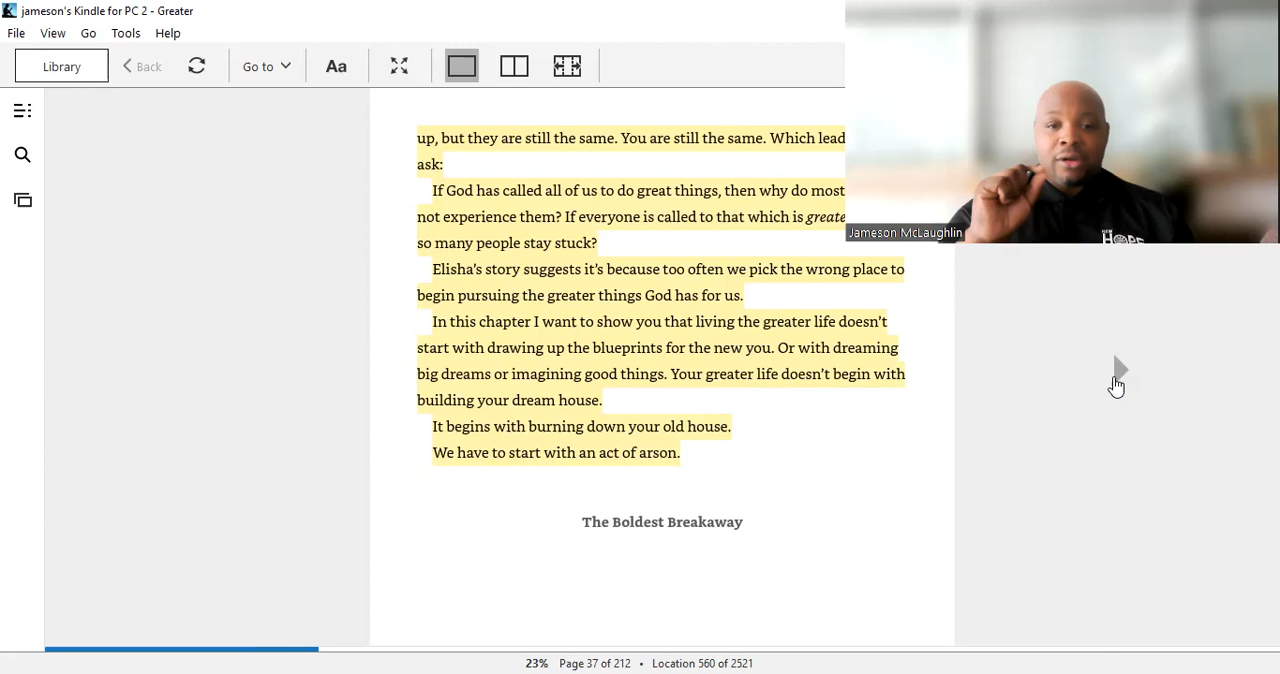 jameson's Kindle for PC 2 - Greater
File View Go Tools Help
Library Back Go to Aa
up, but they are still the same. You are still the same. Which lead
ask:
If God has called all of us to do great things, then why do most
not experience them? If everyone is called to that which is greate
so many people stay stuck?
Jameson McLaughlin
HOPE
Elisha’s story suggests it’s because too often we pick the wrong place to
begin pursuing the greater things God has for us.
In this chapter I want to show you that living the greater life doesn’t
start with drawing up the blueprints for the new you. Or with dreaming
big dreams or imagining good things. Your greater life doesn’t begin with
building your dream house.
It begins with burning down your old house.
We have to start with an act of arson.
The Boldest Breakaway
23% Page 37 of 212 • Location 560 of 2521